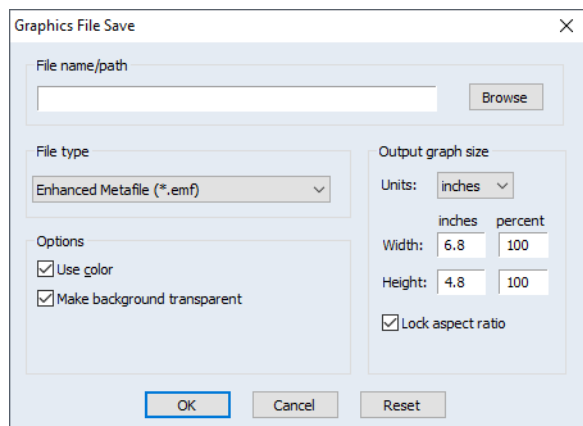 Graphics File Save
File name/path
Browse
File type
Enhanced Metafile (*.emf)
Options
Use color
Make background transparent
Output graph size
Units: inches
inches percent
Width: 6.8 100
Height: 4.8 100
Lock aspect ratio
OK Cancel Reset